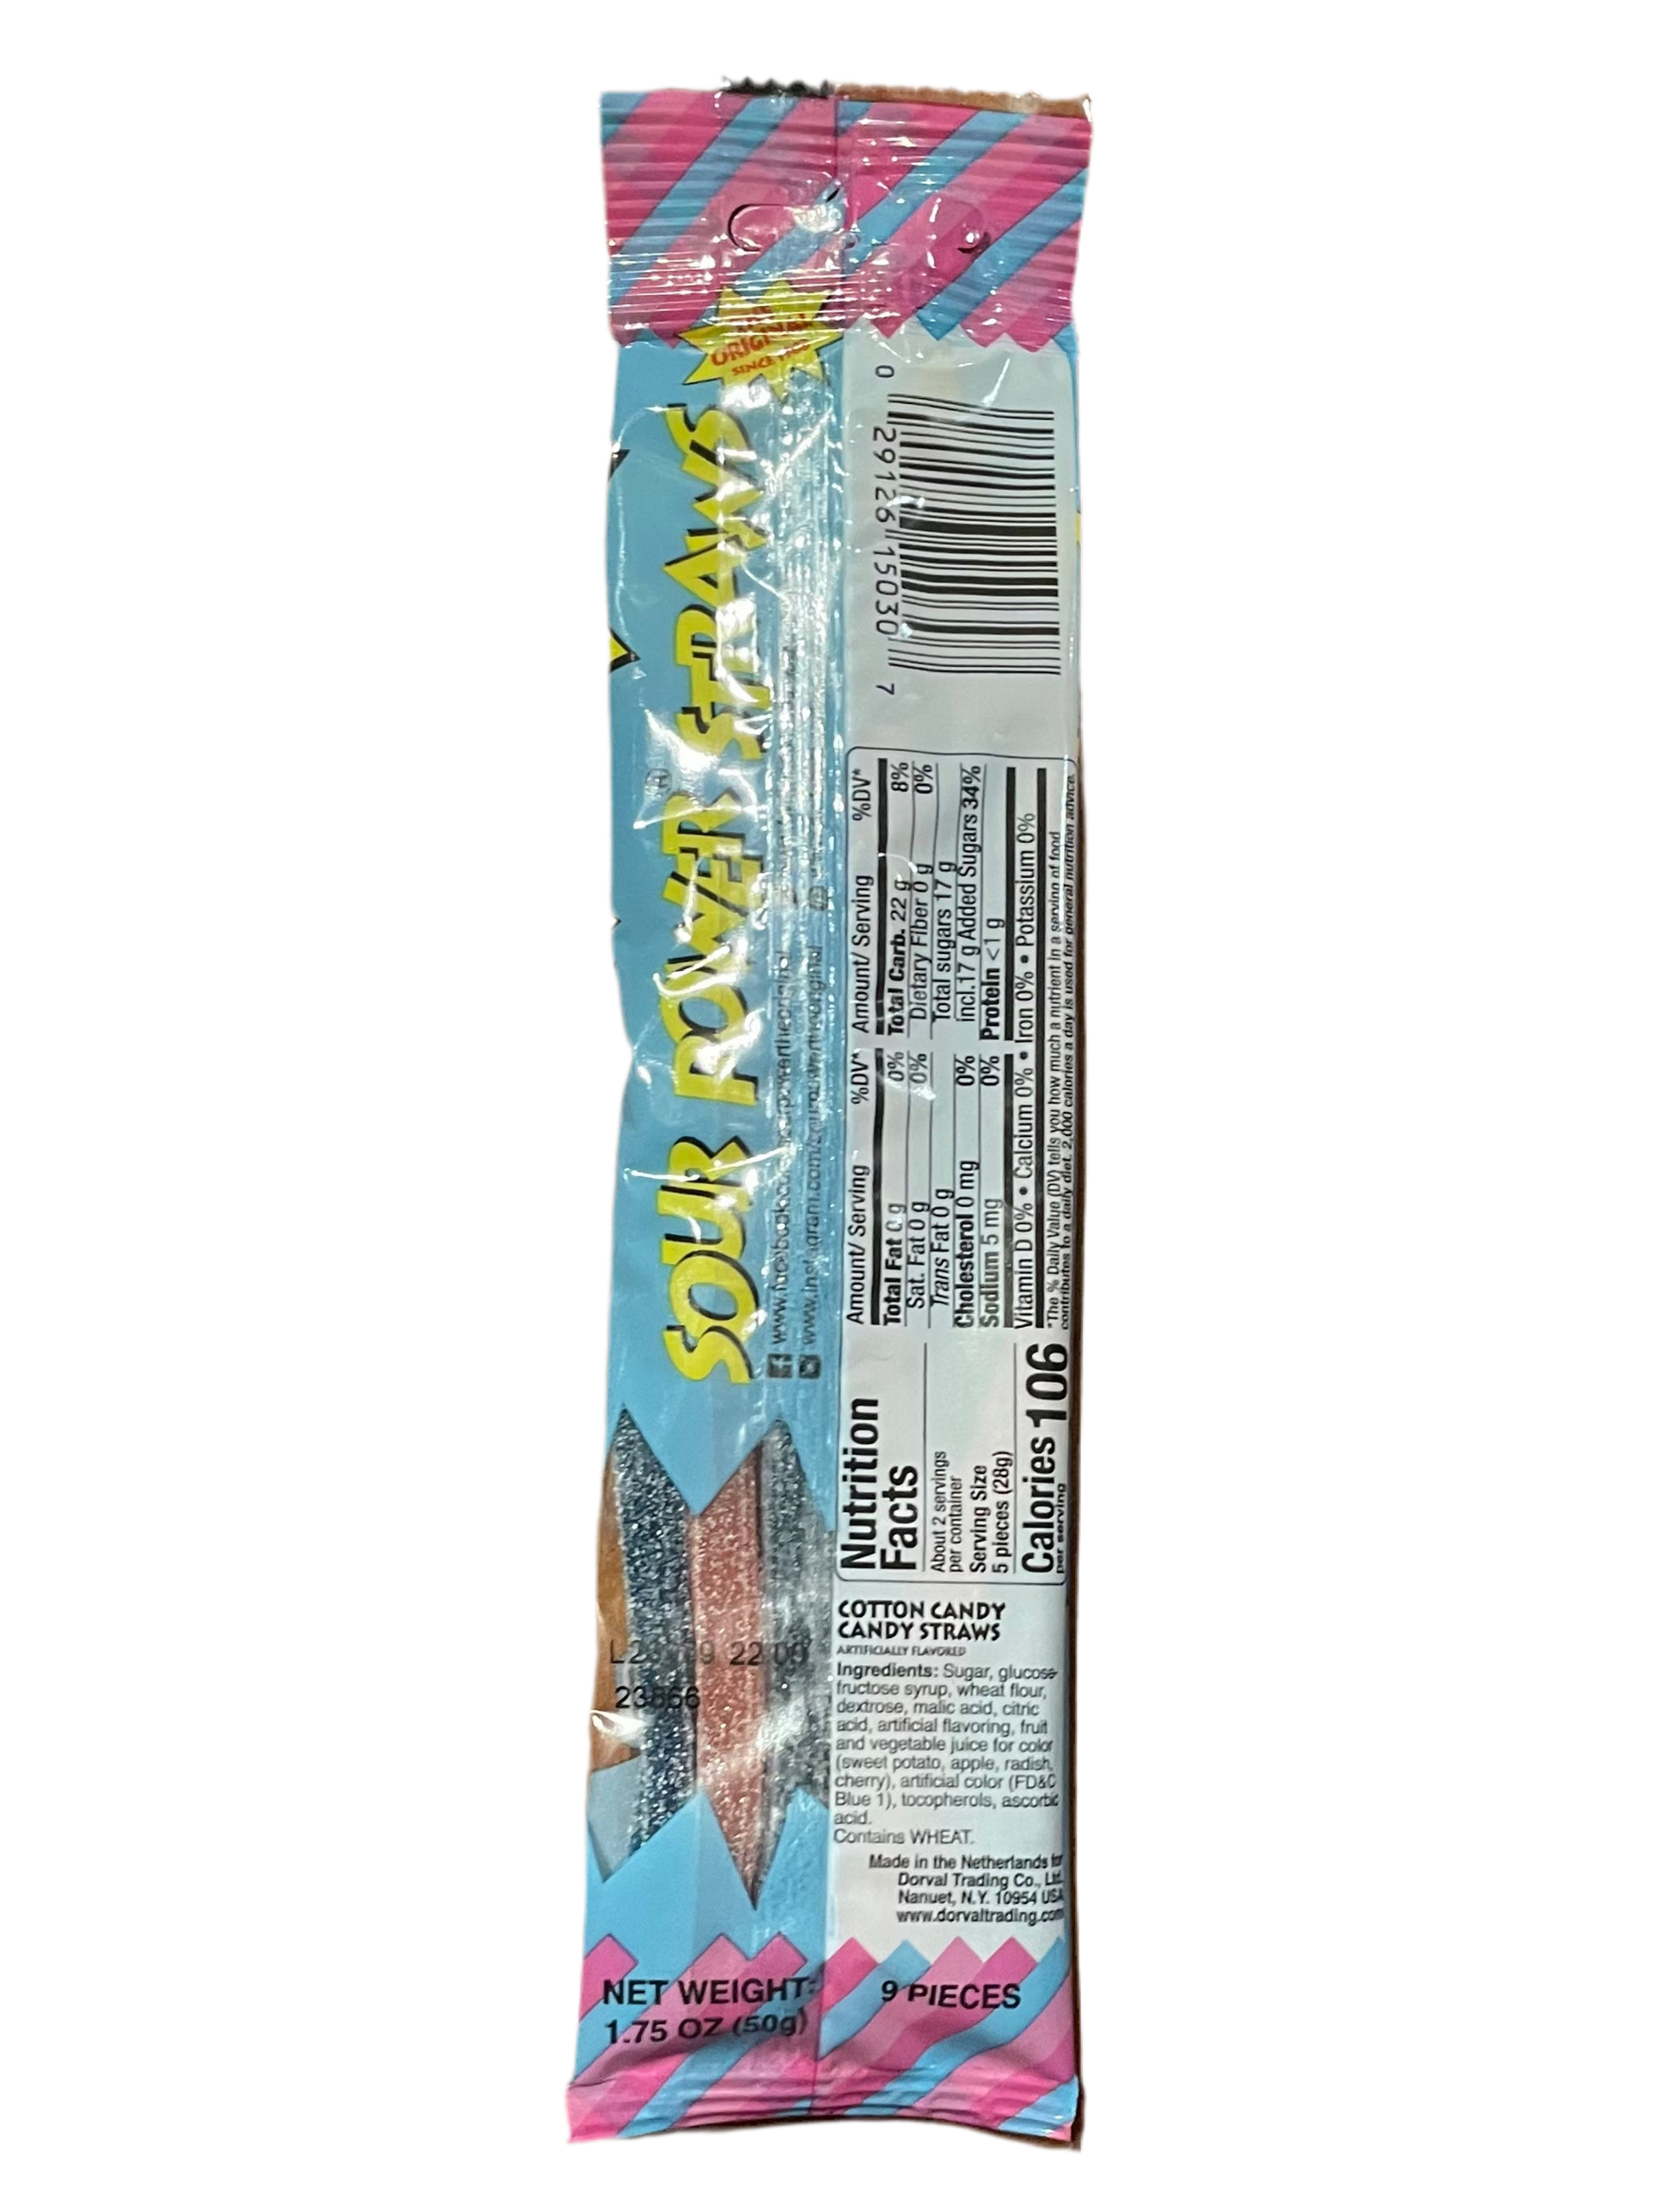 THE
ORIGINAL
SINCE
SOUR POWER® STRAWS
0 29126 15030 7
Nutrition
Facts
About 2 servings
per container
Serving Size
5 pieces (28g)
Calories 106
per serving
Amount/ Serving %DV*
Total Fat 0 g 0%
Sat. Fat 0 g 0%
Trans Fat 0 g
Cholesterol 0 mg 0%
Sodium 5 mg 0%
Amount/ Serving %DV*
Total Carb. 22 g 8%
Dietary Fiber 0 g 0%
Total sugars 17 g
incl.17 g Added Sugars 34%
Protein <1 g
Vitamin D 0% • Calcium 0% • Iron 0% • Potassium 0%
*The % Daily Value (DV) tells you how much a nutrient in a serving of food
contributes to a daily diet. 2,000 calories a day is used for general nutrition advice.
COTTON CANDY
CANDY STRAWS
ARTIFICIALLY FLAVORED
Ingredients: Sugar, glucose-
fructose syrup, wheat flour,
dextrose, malic acid, citric
acid, artificial flavoring, fruit
and vegetable juice for color
(sweet potato, apple, radish,
cherry), artificial color (FD&C
Blue 1), tocopherols, ascorbic
acid.
Contains WHEAT.
Made in the Netherlands for
Dorval Trading Co., Ltd.
Nanuet, N.Y. 10954 USA
www.dorvaltrading.com
NET WEIGHT:
1.75 OZ (50g)
9 PIECES